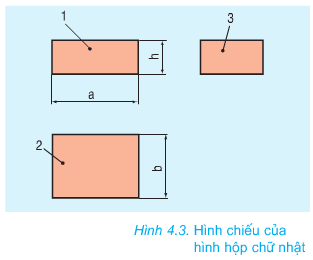 1
3
h
a
2
b
Hình 4.3. Hình chiếu của
hình hộp chữ nhật